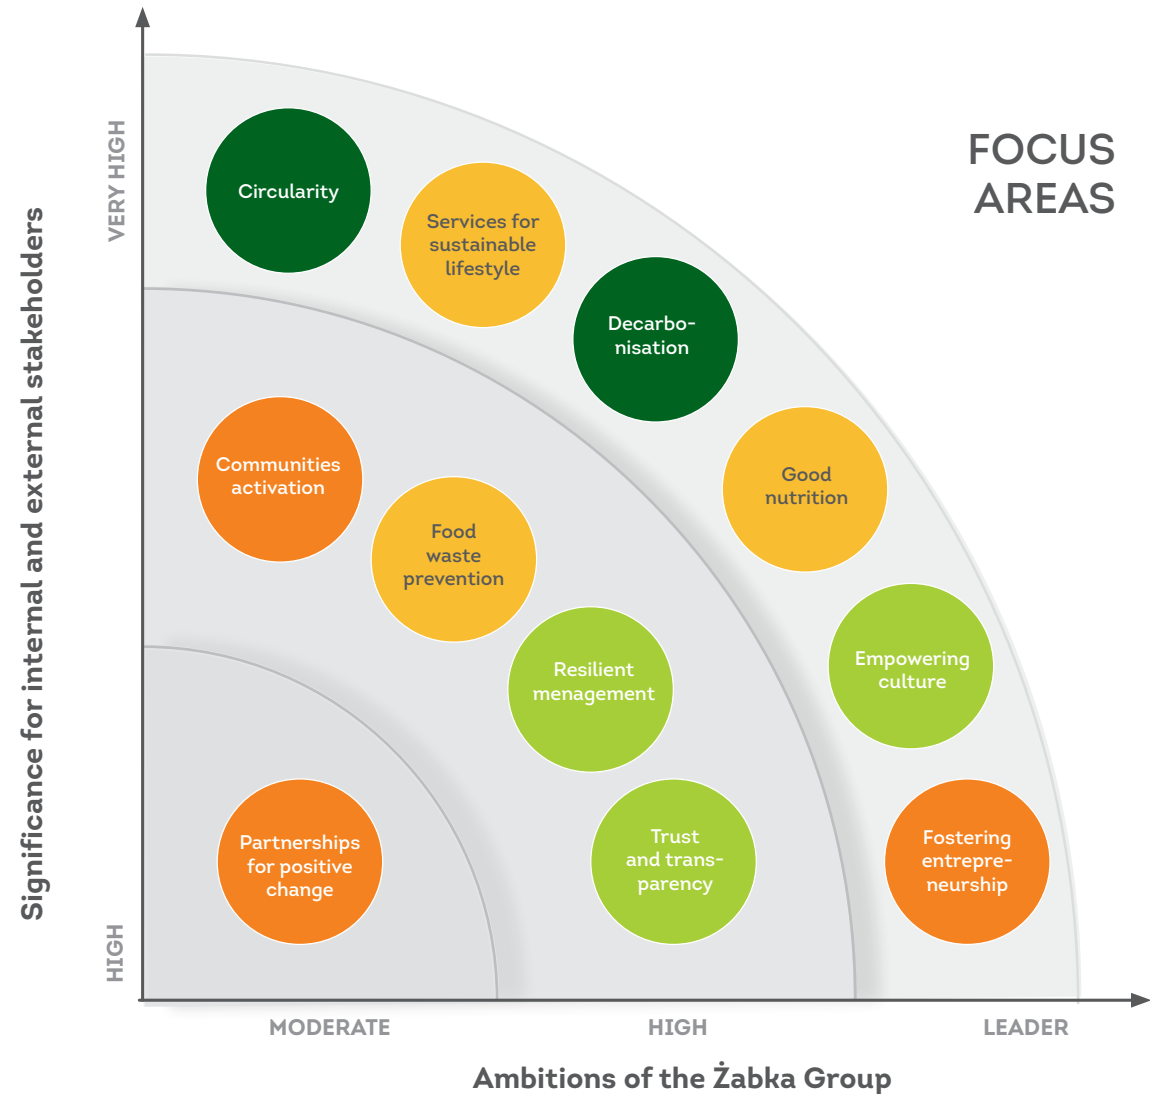 FOCUS
AREAS
Significance for internal and external stakeholders
VERY HIGH
HIGH
Circularity
Services for
sustainable
lifestyle
Decarbo-
nisation
Good
nutrition
Empowering
culture
Fostering
entrepre-
neurship
Communities
activation
Food
waste
prevention
Resilient
menagement
Trust
and trans-
parency
Partnerships
for positive
change
MODERATE
HIGH
LEADER
Ambitions of the Żabka Group